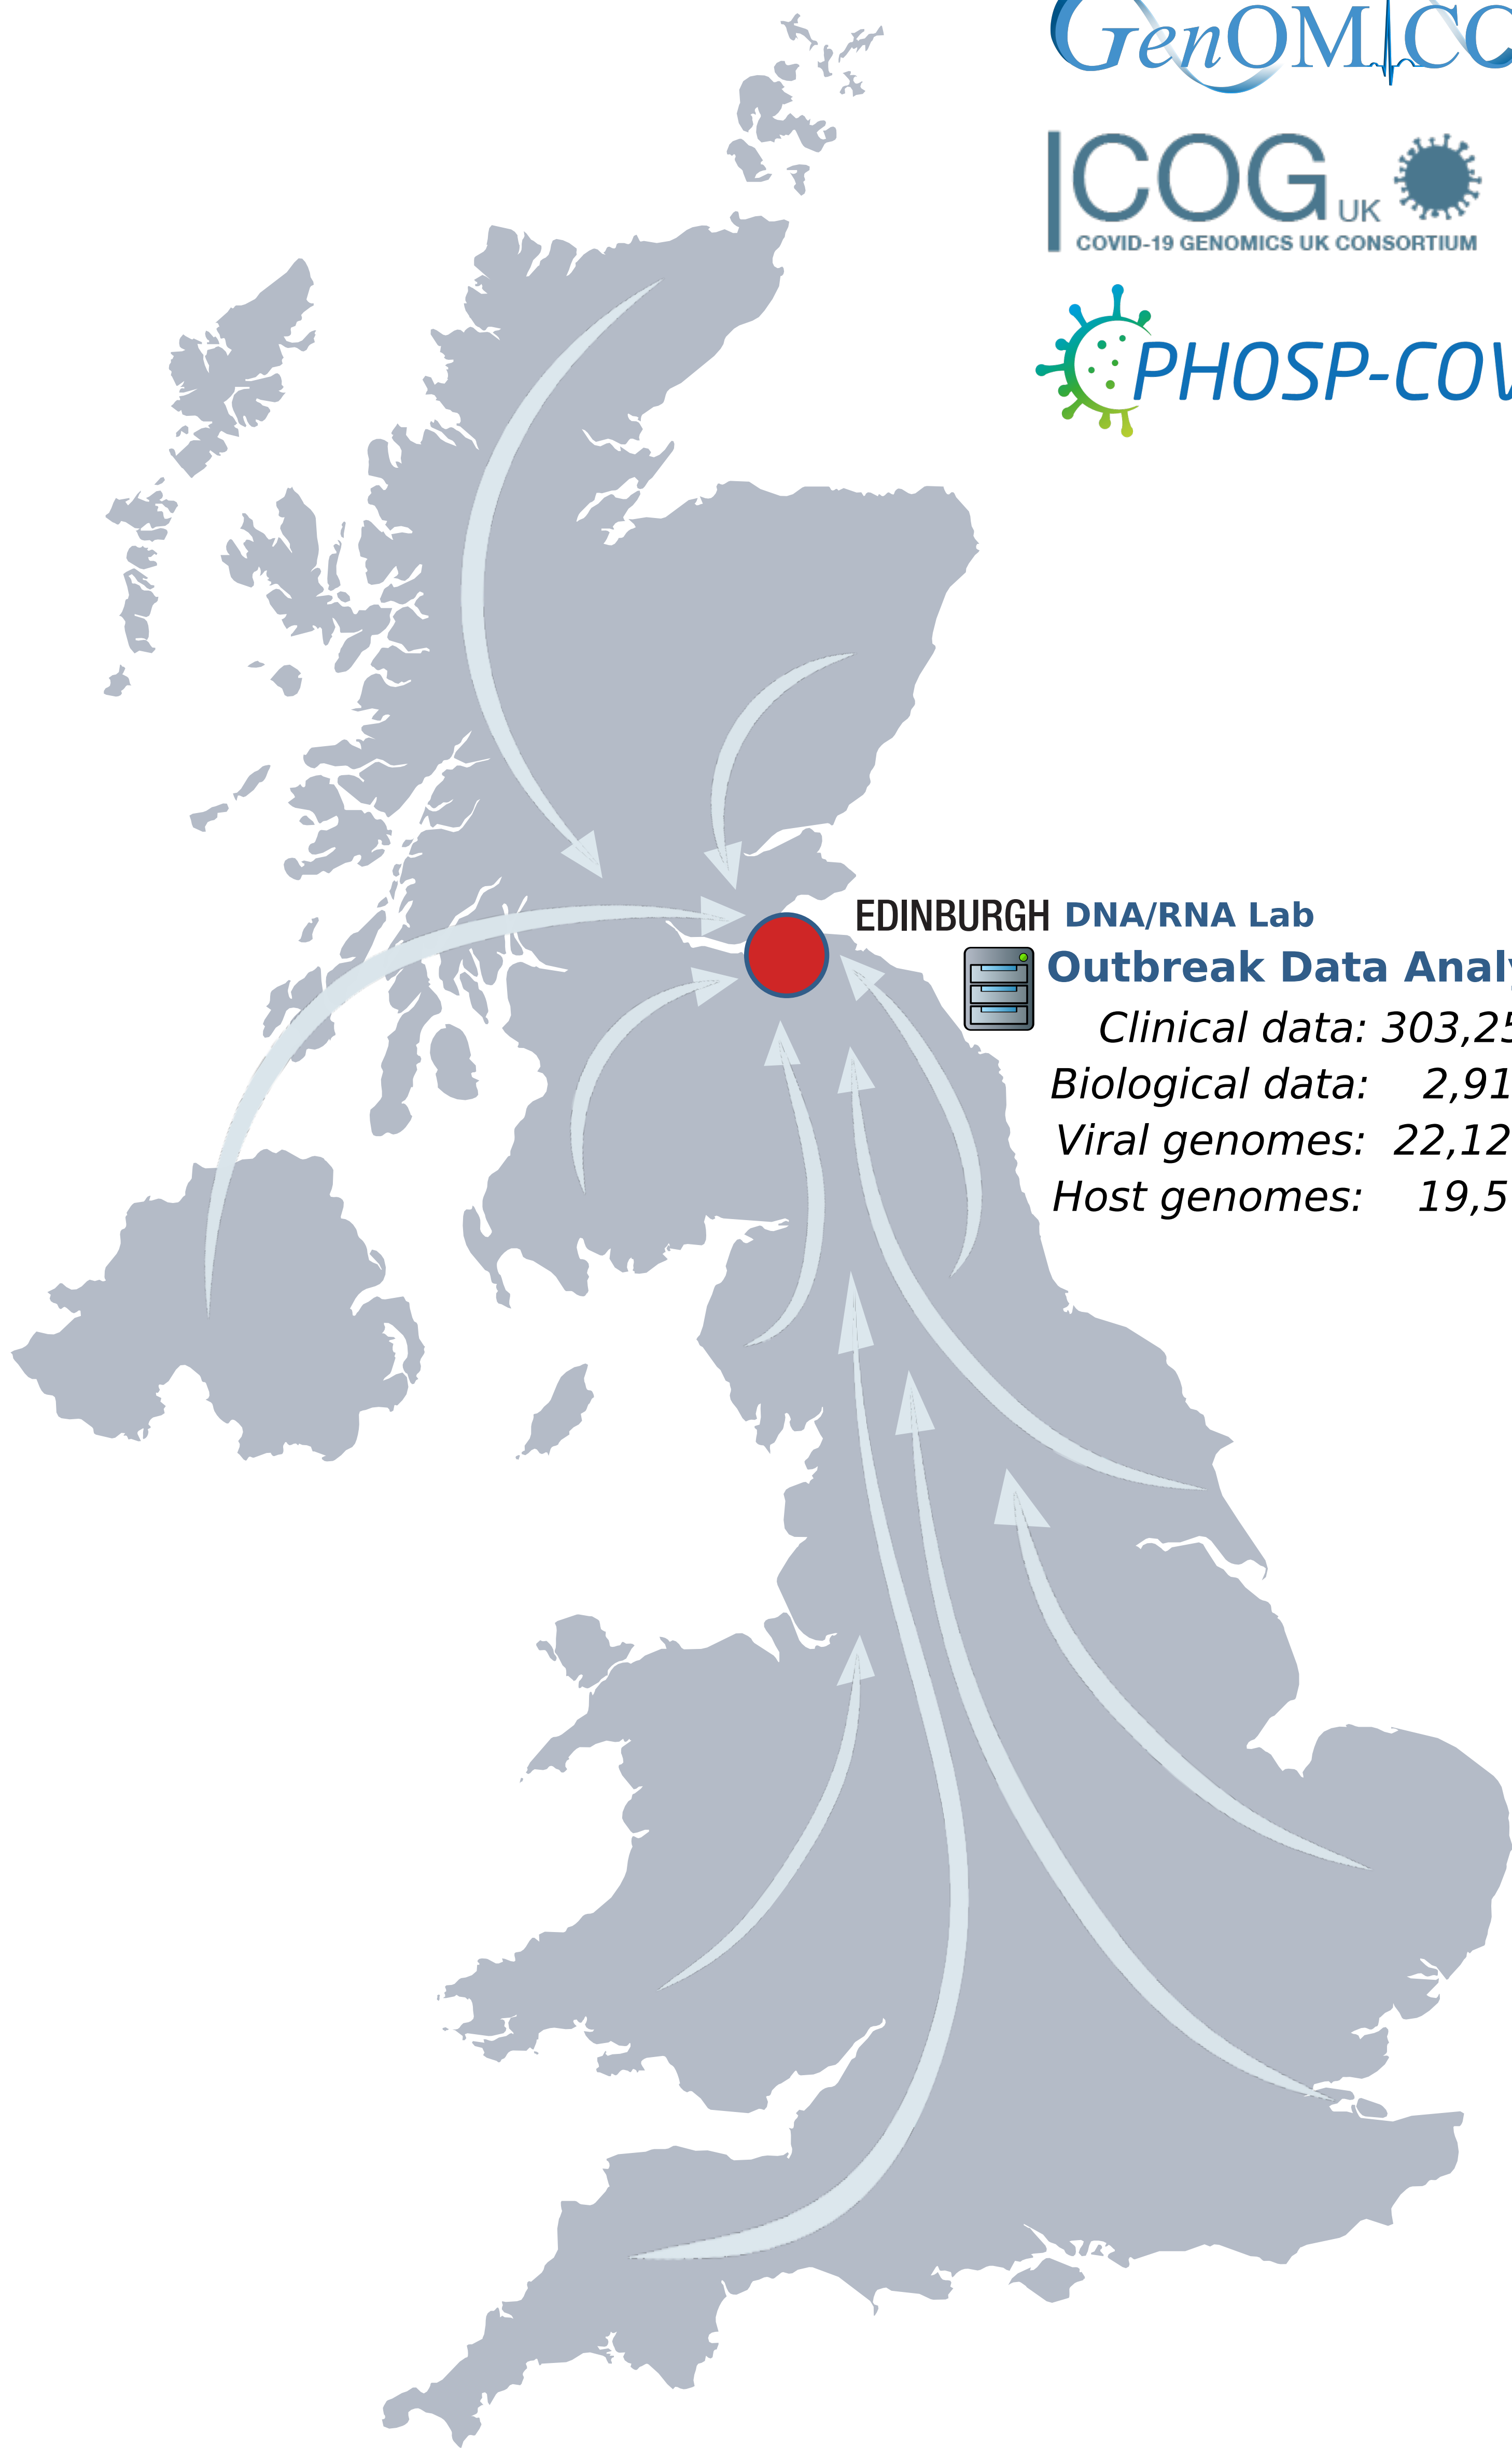 GenOMICC
COG UK
COVID-19 GENOMICS UK CONSORTIUM
PHOSP-COV
EDINBURGH DNA/RNA Lab
Outbreak Data Analy
Clinical data: 303,25
Biological data: 2,91
Viral genomes: 22,12
Host genomes: 19,5